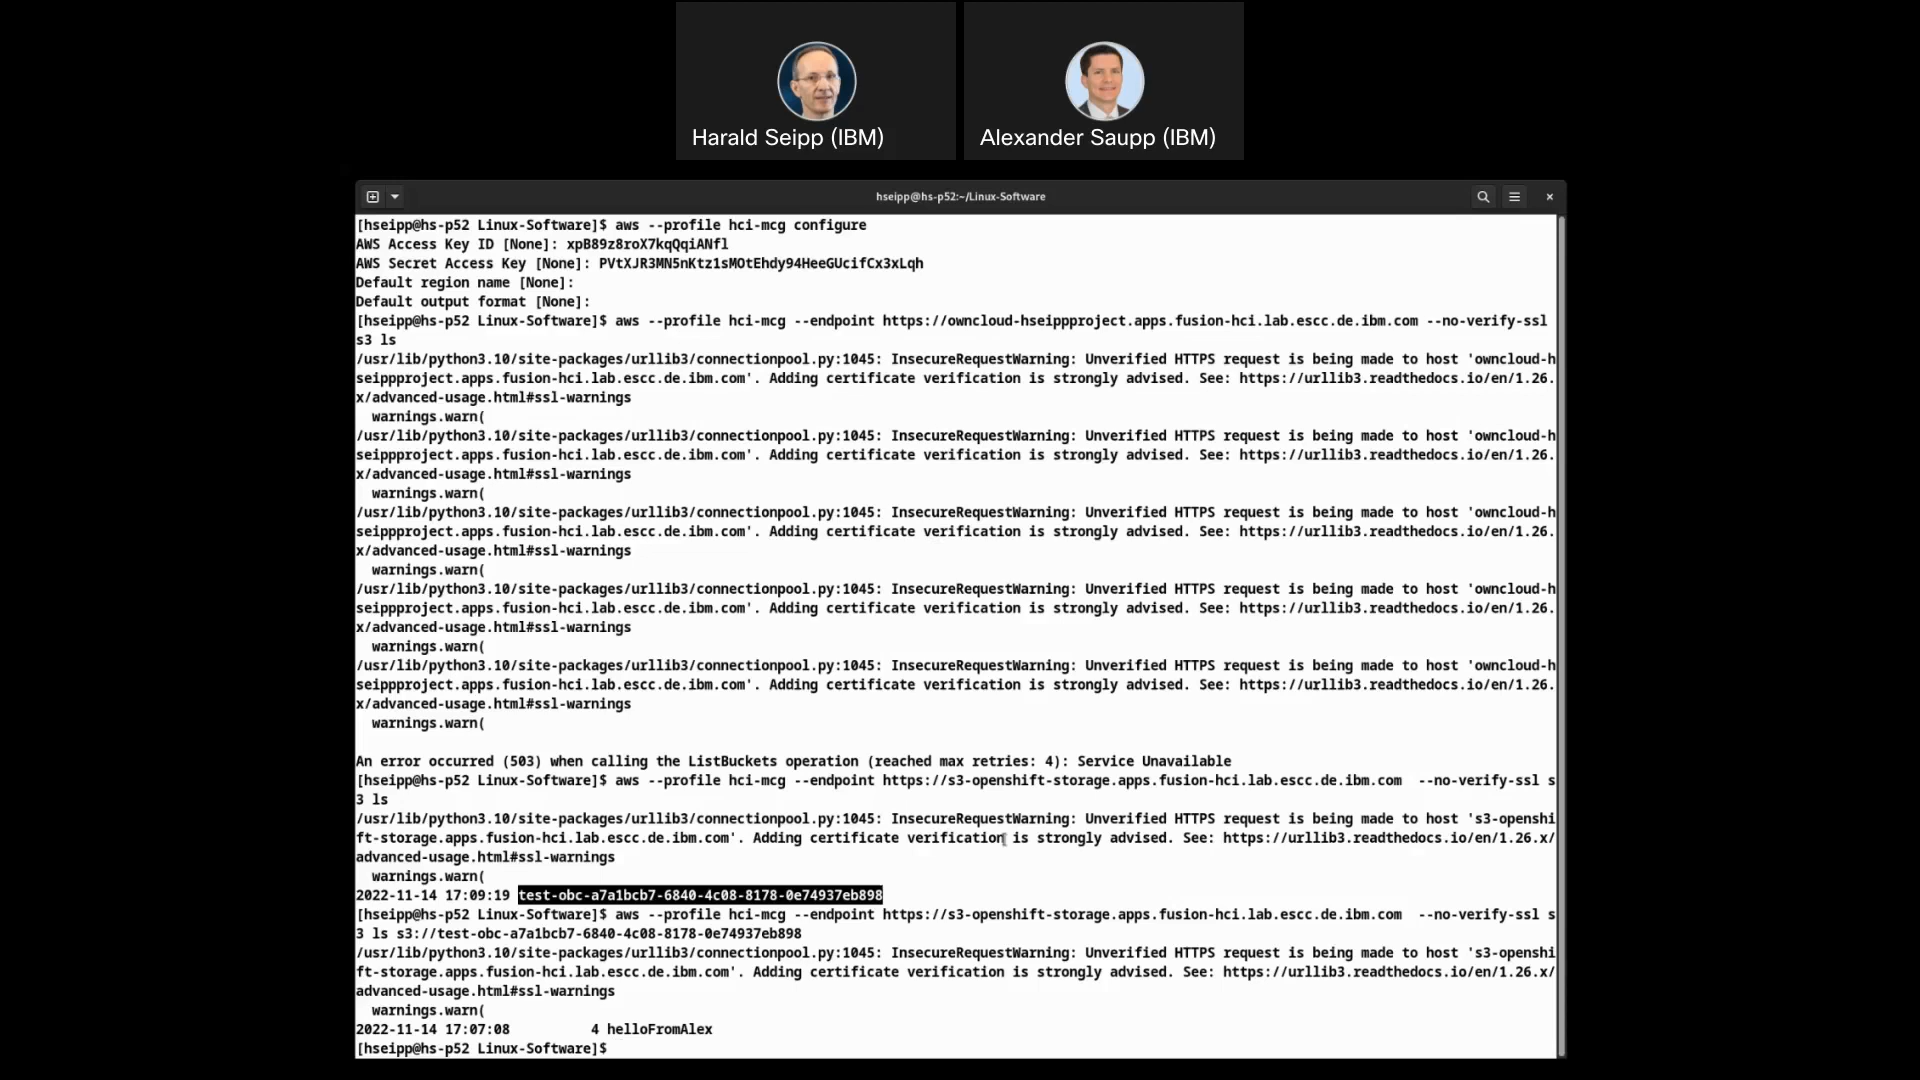 Harald Seipp (IBM)
Alexander Saupp (IBM)
hseipp@hs-p52:~/Linux-Software
[hseipp@hs-p52 Linux-Software]$ aws --profile hci-mcg configure
AWS Access Key ID [None]: xpB89z8roX7kqQqiANfl
AWS Secret Access Key [None]: PVtXJR3MN5nKtz1sMOtEhdy94HeeGUcifCx3xLqh
Default region name [None]:
Default output format [None]:
[hseipp@hs-p52 Linux-Software]$ aws --profile hci-mcg --endpoint https://owncloud-hseippproject.apps.fusion-hci.lab.escc.de.ibm.com --no-verify-ssl
s3 ls
/usr/lib/python3.10/site-packages/urllib3/connectionpool.py:1045: InsecureRequestWarning: Unverified HTTPS request is being made to host 'owncloud-h
seippproject.apps.fusion-hci.lab.escc.de.ibm.com'. Adding certificate verification is strongly advised. See: https://urllib3.readthedocs.io/en/1.26.
x/advanced-usage.html#ssl-warnings
  warnings.warn(
/usr/lib/python3.10/site-packages/urllib3/connectionpool.py:1045: InsecureRequestWarning: Unverified HTTPS request is being made to host 'owncloud-h
seippproject.apps.fusion-hci.lab.escc.de.ibm.com'. Adding certificate verification is strongly advised. See: https://urllib3.readthedocs.io/en/1.26.
x/advanced-usage.html#ssl-warnings
  warnings.warn(
/usr/lib/python3.10/site-packages/urllib3/connectionpool.py:1045: InsecureRequestWarning: Unverified HTTPS request is being made to host 'owncloud-h
seippproject.apps.fusion-hci.lab.escc.de.ibm.com'. Adding certificate verification is strongly advised. See: https://urllib3.readthedocs.io/en/1.26.
x/advanced-usage.html#ssl-warnings
  warnings.warn(
/usr/lib/python3.10/site-packages/urllib3/connectionpool.py:1045: InsecureRequestWarning: Unverified HTTPS request is being made to host 'owncloud-h
seippproject.apps.fusion-hci.lab.escc.de.ibm.com'. Adding certificate verification is strongly advised. See: https://urllib3.readthedocs.io/en/1.26.
x/advanced-usage.html#ssl-warnings
  warnings.warn(
/usr/lib/python3.10/site-packages/urllib3/connectionpool.py:1045: InsecureRequestWarning: Unverified HTTPS request is being made to host 'owncloud-h
seippproject.apps.fusion-hci.lab.escc.de.ibm.com'. Adding certificate verification is strongly advised. See: https://urllib3.readthedocs.io/en/1.26.
x/advanced-usage.html#ssl-warnings
  warnings.warn(
An error occurred (503) when calling the ListBuckets operation (reached max retries: 4): Service Unavailable
[hseipp@hs-p52 Linux-Software]$ aws --profile hci-mcg --endpoint https://s3-openshift-storage.apps.fusion-hci.lab.escc.de.ibm.com  --no-verify-ssl s
3 ls
/usr/lib/python3.10/site-packages/urllib3/connectionpool.py:1045: InsecureRequestWarning: Unverified HTTPS request is being made to host 's3-openshi
ft-storage.apps.fusion-hci.lab.escc.de.ibm.com'. Adding certificate verification is strongly advised. See: https://urllib3.readthedocs.io/en/1.26.x/
advanced-usage.html#ssl-warnings
  warnings.warn(
2022-11-14 17:09:19 test-obc-a7a1bcb7-6840-4c08-8178-0e74937eb898
[hseipp@hs-p52 Linux-Software]$ aws --profile hci-mcg --endpoint https://s3-openshift-storage.apps.fusion-hci.lab.escc.de.ibm.com  --no-verify-ssl s
3 ls s3://test-obc-a7a1bcb7-6840-4c08-8178-0e74937eb898
/usr/lib/python3.10/site-packages/urllib3/connectionpool.py:1045: InsecureRequestWarning: Unverified HTTPS request is being made to host 's3-openshi
ft-storage.apps.fusion-hci.lab.escc.de.ibm.com'. Adding certificate verification is strongly advised. See: https://urllib3.readthedocs.io/en/1.26.x/
advanced-usage.html#ssl-warnings
  warnings.warn(
2022-11-14 17:07:08          4 helloFromAlex
[hseipp@hs-p52 Linux-Software]$